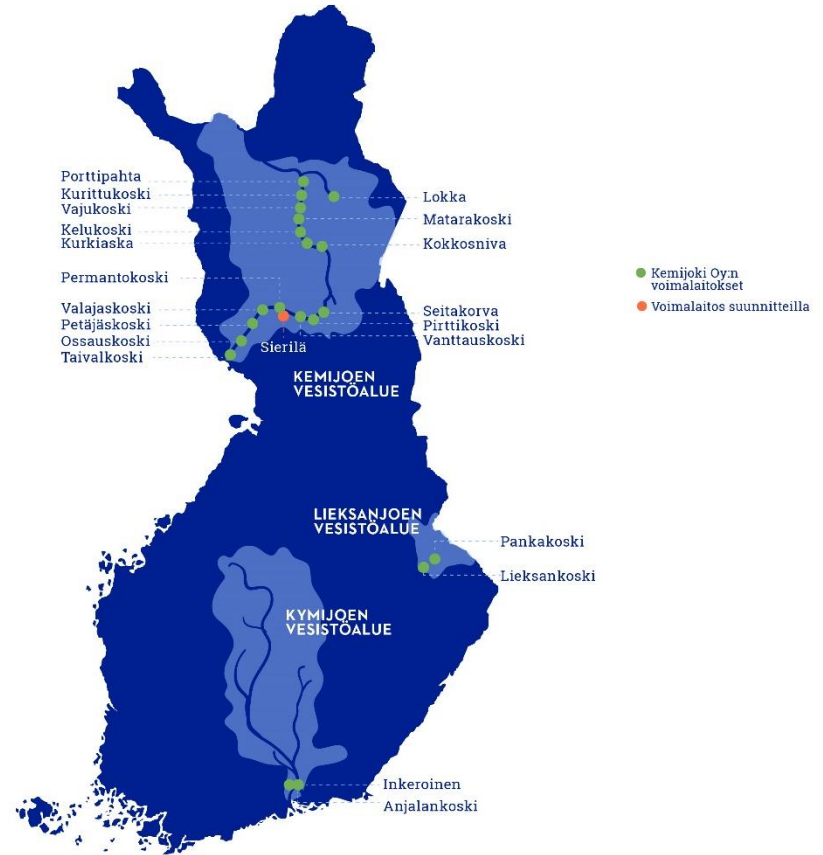 Porttipahta
Kurittukoski
Vajukoski
Kelukoski
Kurkiaska
Permantokoski
Valajaskoski
Petäjäskoski
Ossauskoski
Taivalkoski
Sierilä
Lokka
Matarakoski
Kokkosniva
Seitakorva
Pirttikoski
Vanttauskoski
KEMIJOEN
VESISTÖALUE
LIEKSANJOEN
VESISTÖALUE
Pankakoski
Lieksankoski
KYMIJOEN
VESISTÖALUE
Inkeroinen
Anjalankoski
Kemijoki Oy:n
voimalaitokset
Voimalaitos suunnitteilla